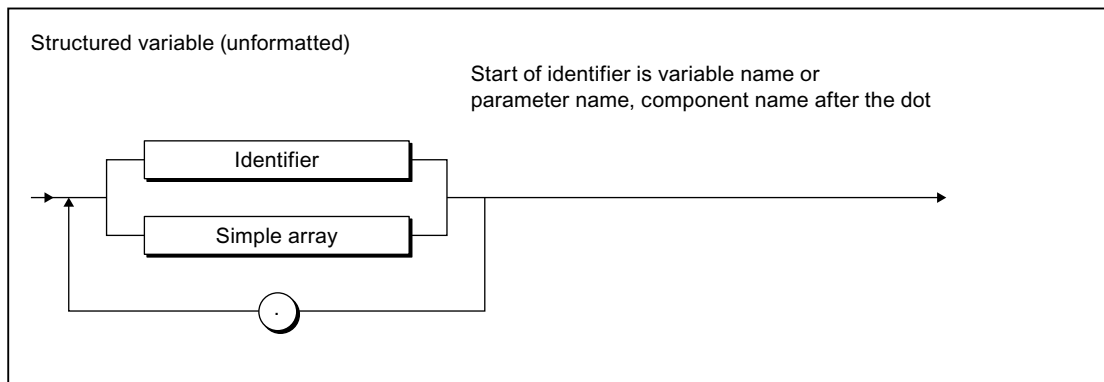 Structured variable (unformatted)
Start of identifier is variable name or
parameter name, component name after the dot
Identifier
Simple array
.